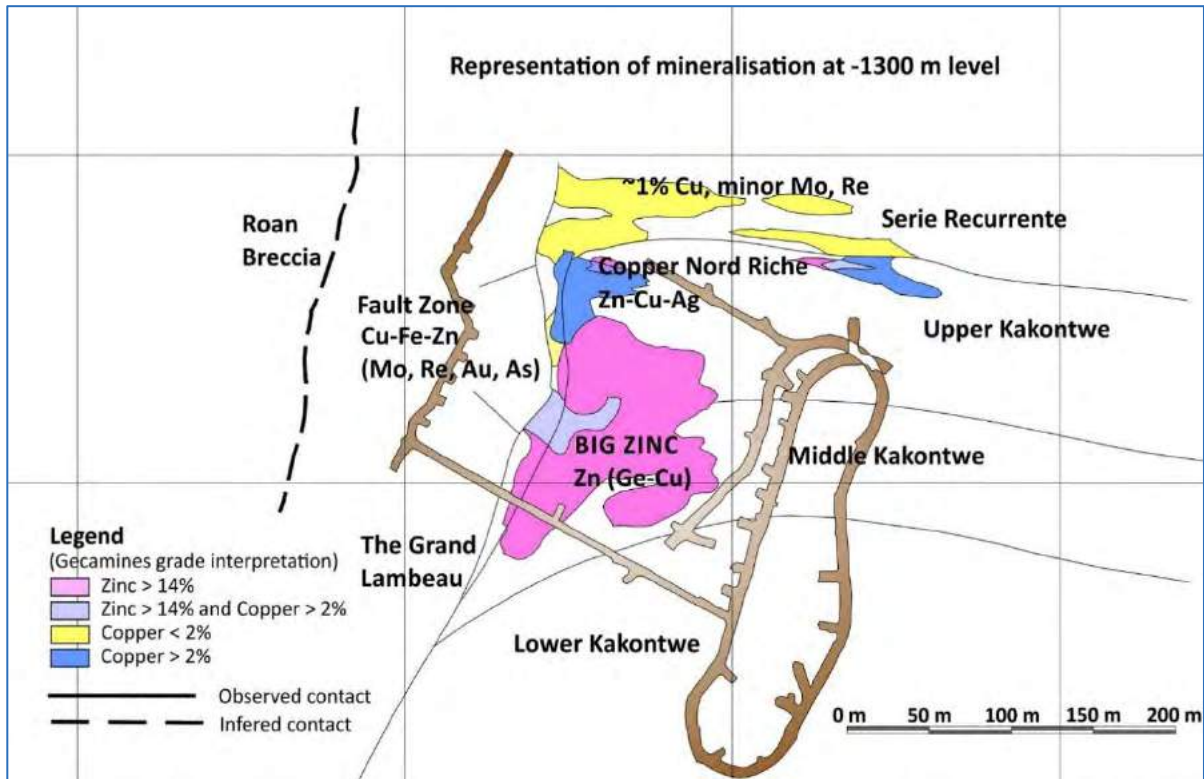 Representation of mineralisation at -1300 m level
~1% Cu, minor Mo, Re
Roan
Breccia
Serie Recurrente
Copper Nord Riche
Zn-Cu-Ag
Fault Zone
Cu-Fe-Zn
(Mo, Re, Au, As)
Upper Kakontwe
BIG ZINC
Zn (Ge-Cu)
Middle Kakontwe
The Grand
Lambeau
Lower Kakontwe
Legend
(Gecamines grade interpretation)
Zinc > 14%
Zinc > 14% and Copper > 2%
Copper < 2%
Copper > 2%
Observed contact
Infered contact
0 m 50 m 100 m 150 m 200 m